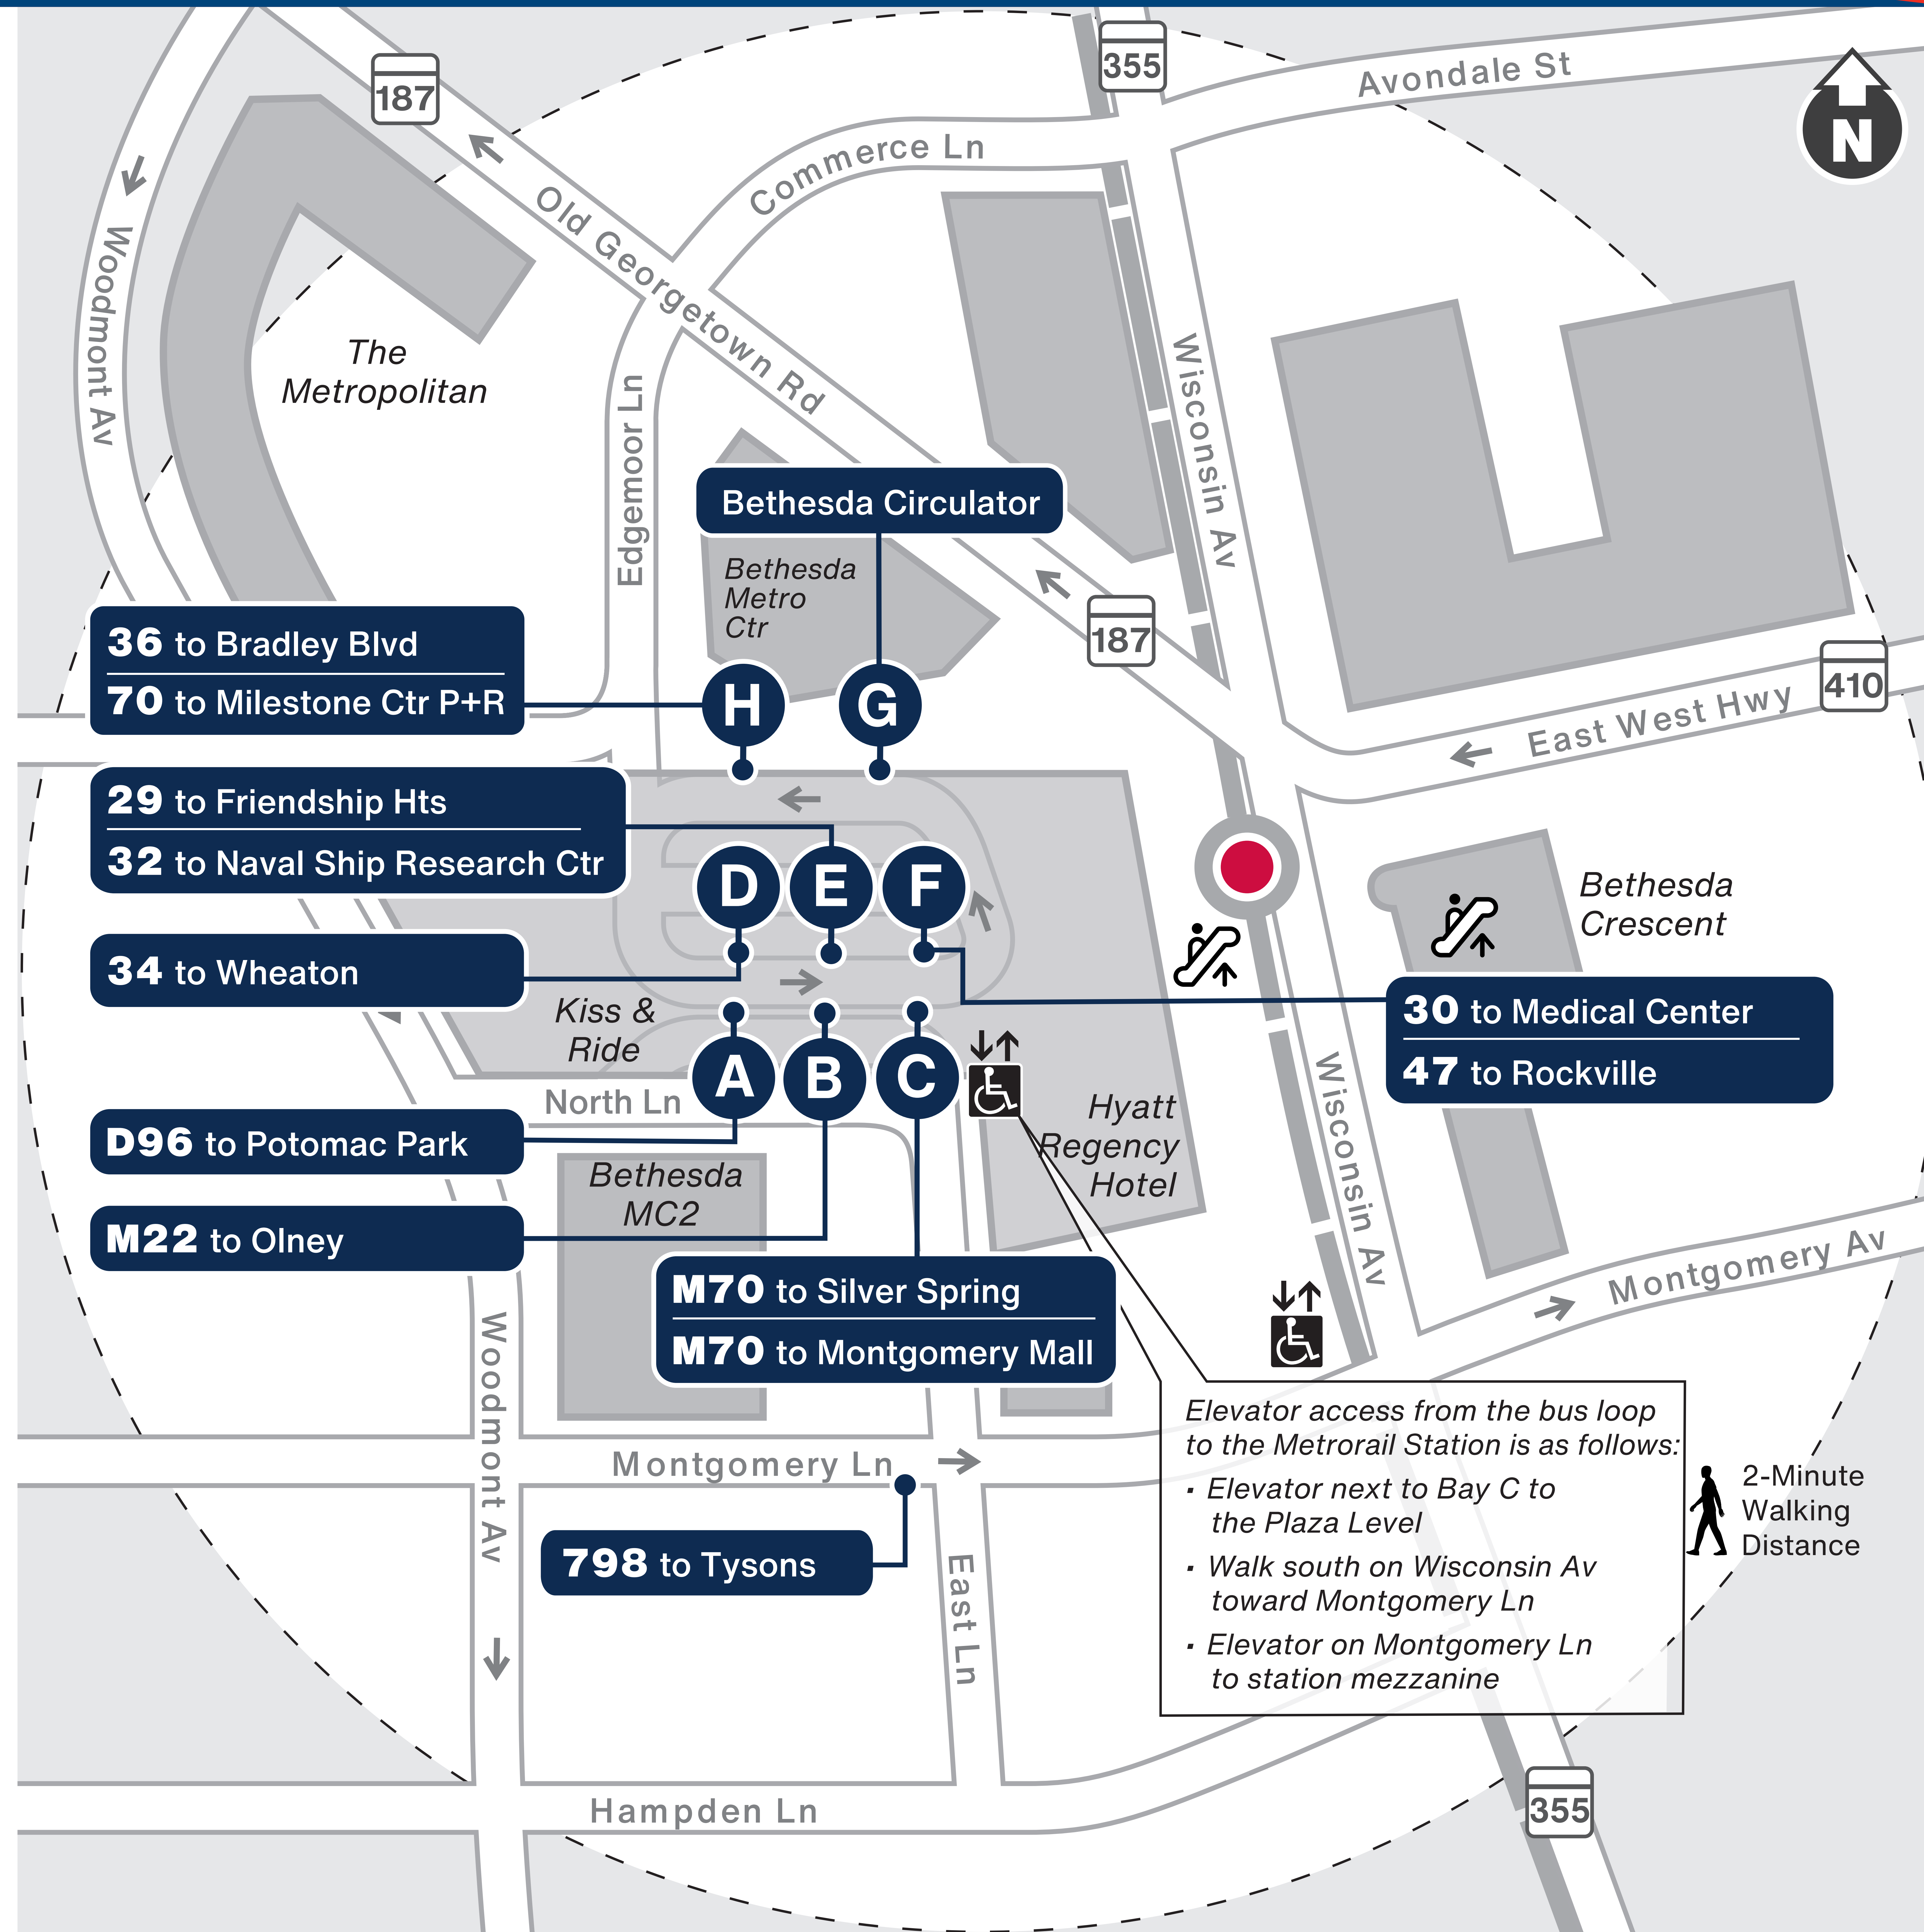 355
187
Avondale St
N
Commerce Ln
Old Georgetown Rd
Woodmont Av
The
Metropolitan
Edgemoor Ln
Wisconsin Av
Bethesda Circulator
Bethesda
Metro
Ctr
187
410
East West Hwy
36 to Bradley Blvd
70 to Milestone Ctr P+R
H
G
29 to Friendship Hts
32 to Naval Ship Research Ctr
D
E
F
Bethesda
Crescent
34 to Wheaton
30 to Medical Center
47 to Rockville
Kiss &
Ride
A
B
C
North Ln
Hyatt
Regency
Hotel
Wisconsin Av
D96 to Potomac Park
Bethesda
MC2
M22 to Olney
M70 to Silver Spring
M70 to Montgomery Mall
Montgomery Av
Woodmont Av
Montgomery Ln
798 to Tysons
East Ln
Elevator access from the bus loop
to the Metrorail Station is as follows:
· Elevator next to Bay C to
the Plaza Level
· Walk south on Wisconsin Av
toward Montgomery Ln
· Elevator on Montgomery Ln
to station mezzanine
2-Minute
Walking
Distance
Hampden Ln
355